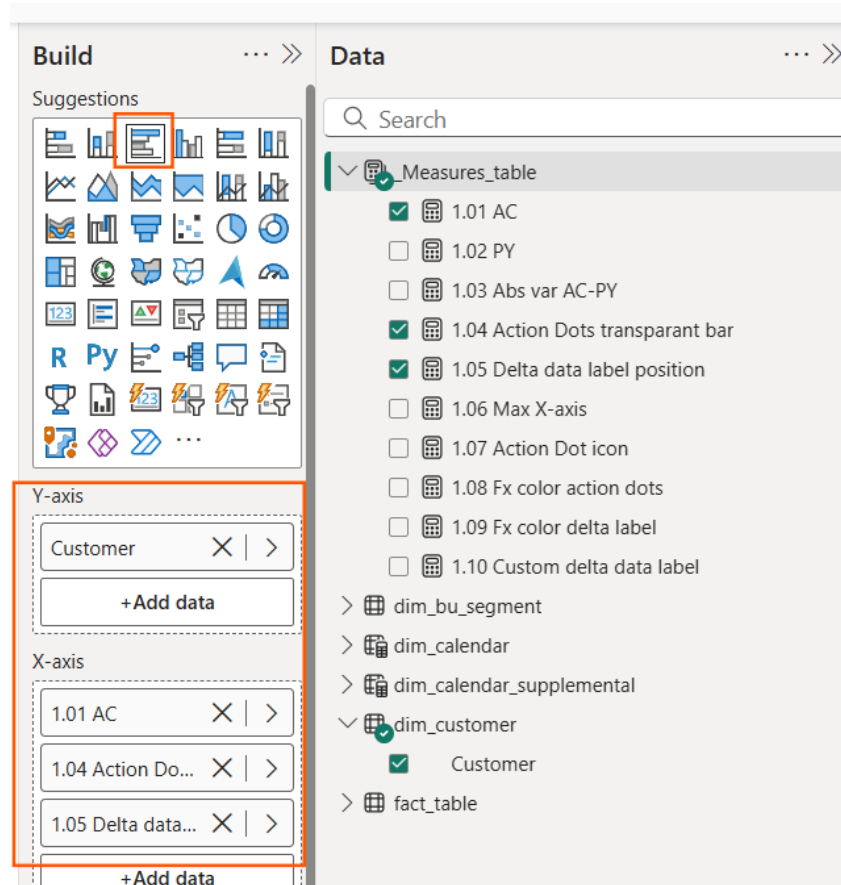 Build
Suggestions
123
R Py
123
Y-axis
Customer
+Add data
X-axis
1.01 AC
1.04 Action Do...
1.05 Delta data...
+Add data
Data
Search
_Measures_table
1.01 AC
1.02 PY
1.03 Abs var AC-PY
1.04 Action Dots transparant bar
1.05 Delta data label position
1.06 Max X-axis
1.07 Action Dot icon
1.08 Fx color action dots
1.09 Fx color delta label
1.10 Custom delta data label
dim_bu_segment
dim_calendar
dim_calendar_supplemental
dim_customer
Customer
fact_table